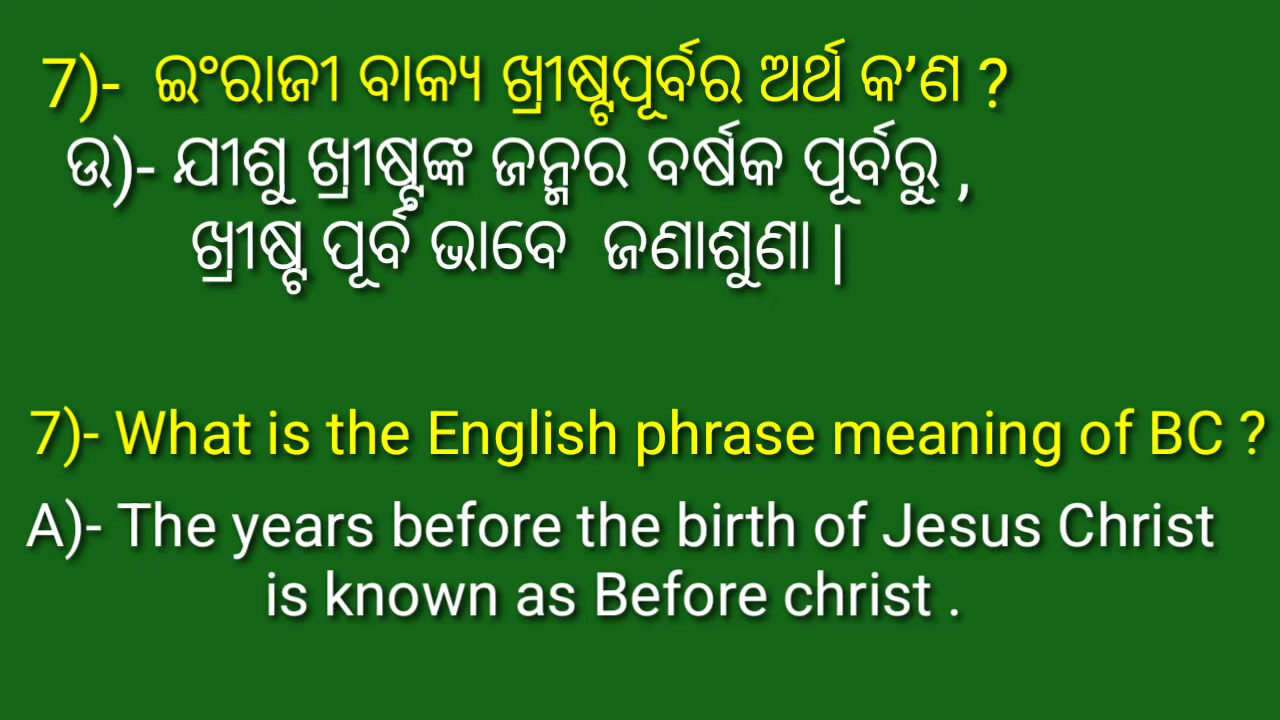 7)- ଇଂରାଜୀ ବାକ୍ୟ ଖ୍ରୀଷ୍ଟପୂର୍ବର ଅର୍ଥ କ’ଣ ?
ଉ)- ଯୀଶୁ ଖ୍ରୀଷ୍ଟଙ୍କ ଜନ୍ମର ବର୍ଷକ ପୂର୍ବରୁ ,
ଖ୍ରୀଷ୍ଟ ପୂର୍ବ ଭାବେ ଜଣାଶୁଣା |
7)- What is the English phrase meaning of BC ?
A)- The years before the birth of Jesus Christ
is known as Before christ .